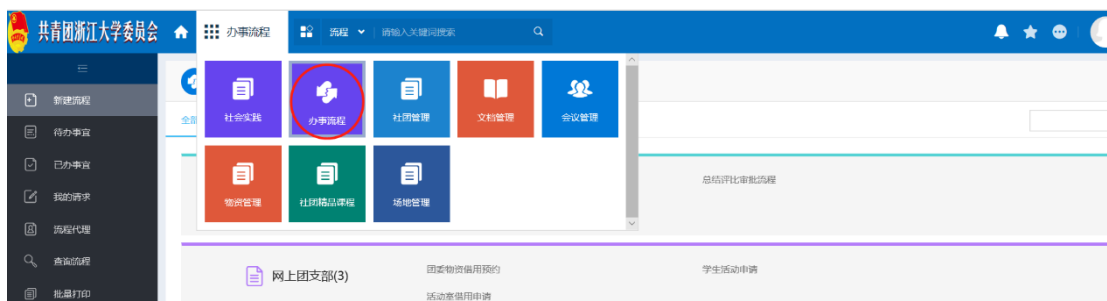 共青团浙江大学委员会
办事流程
流程
请输入关键词搜索
新建流程
待办事宜
已办事宜
我的请求
流程代理
查询流程
批量打印
社会实践
办事流程
社团管理
文档管理
会议管理
物资管理
社团精品课程
场地管理
总结评比审批流程
网上团支部(3)
团委物资借用预约
学生活动申请
活动室借用申请